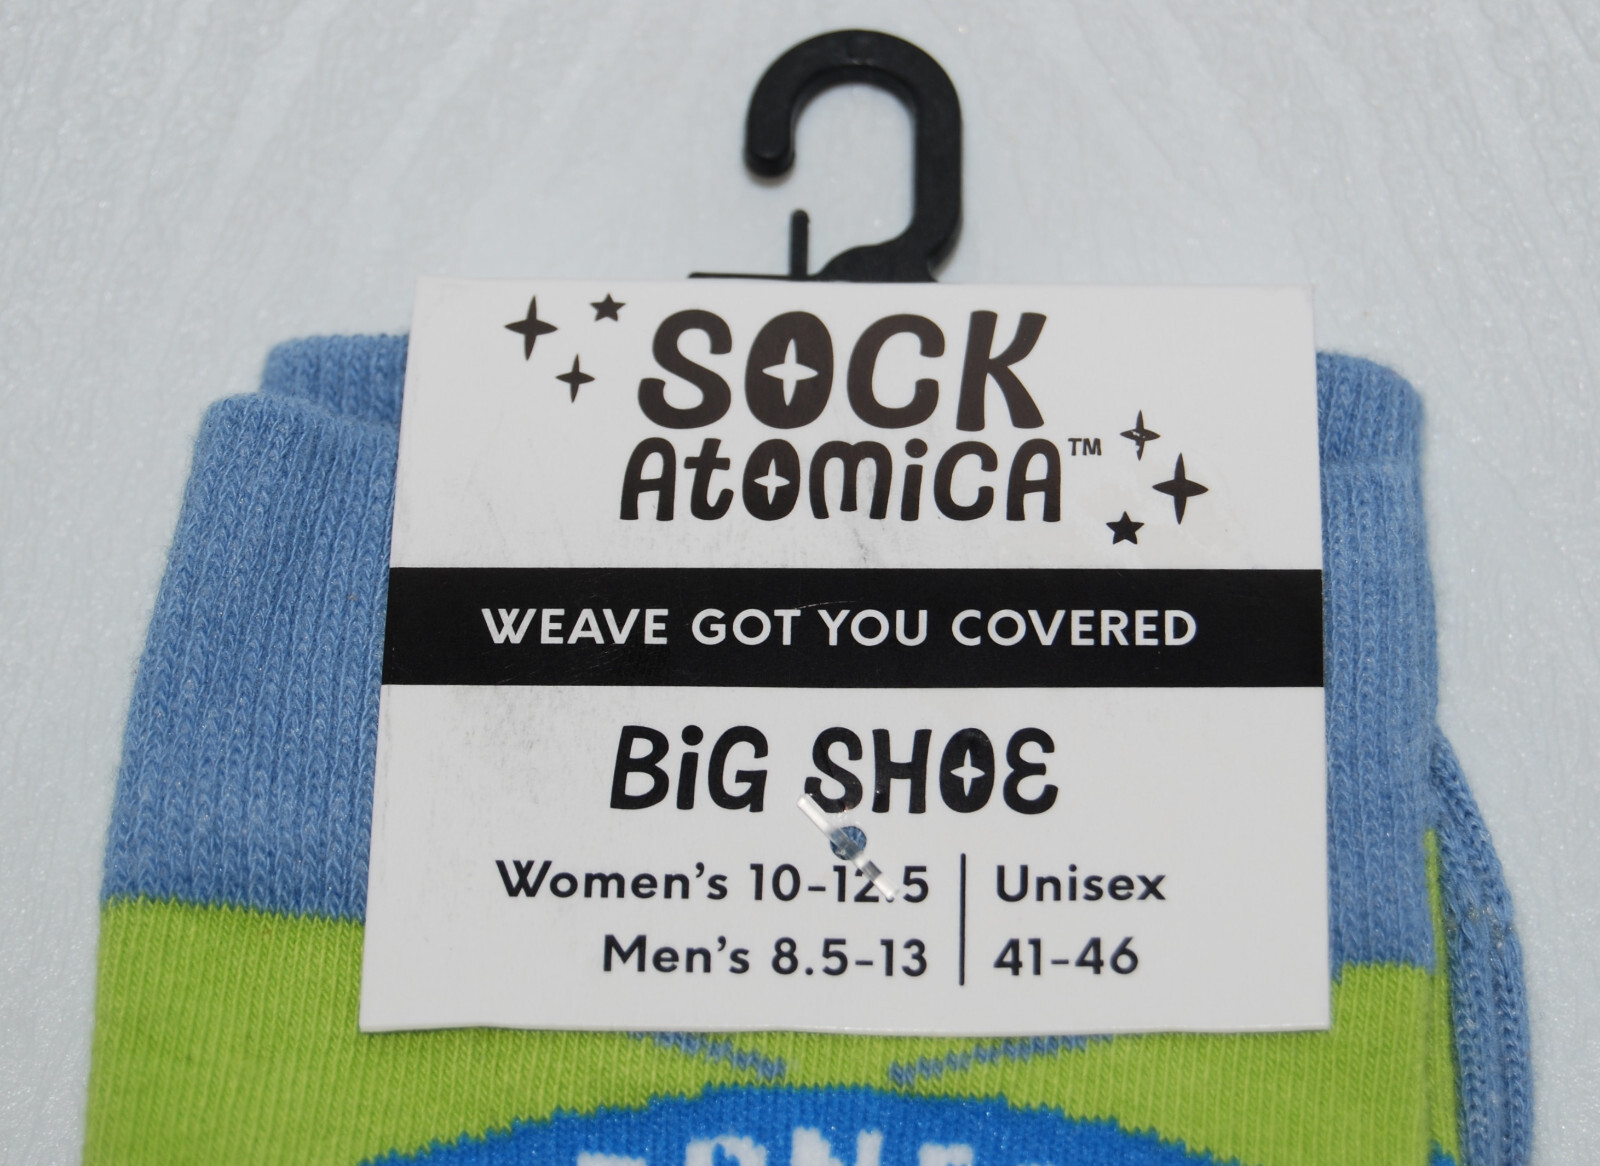 SOCK
AtOMiCA™
WEAVE GOT YOU COVERED
BiG SHOE
Women's 10-12.5 | Unisex
Men's 8.5-13 | 41-46